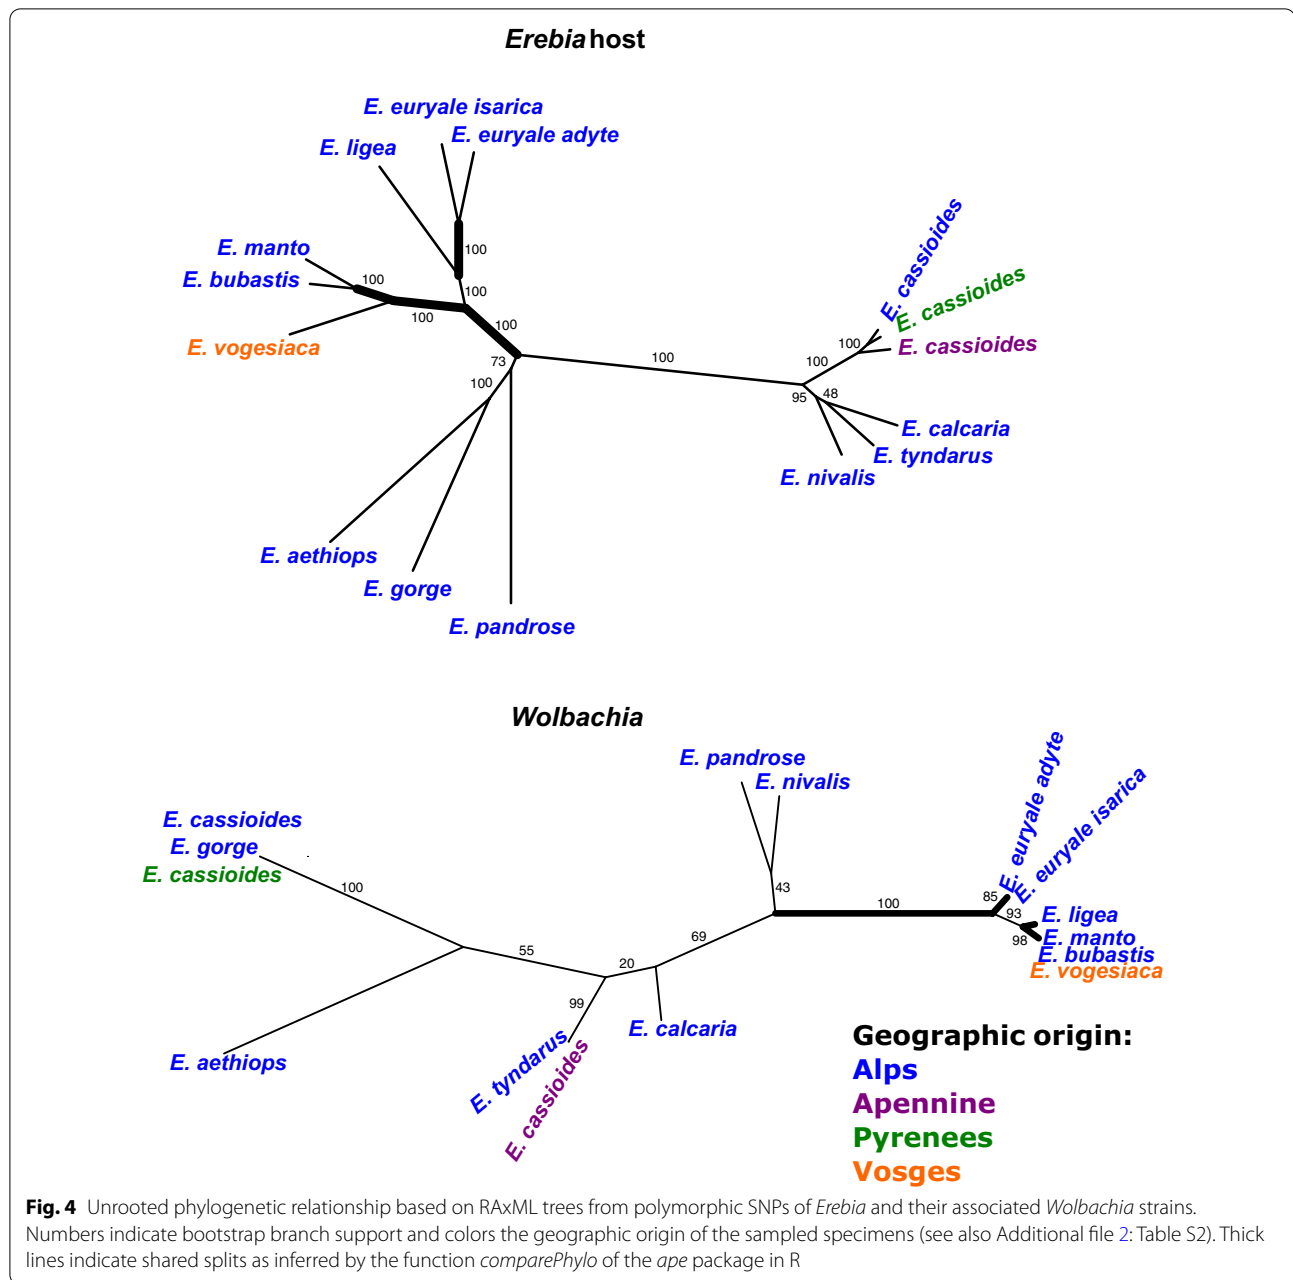 Erebia host
E. euryale isarica
E. euryale adyte
E. ligea
E. manto
E. bubastis
E. vogesiaca
100
100
100
100
100
73
100
100
E. cassioides
E. cassioides
E. cassioides
100
100
95
48
E. calcaria
E. tyndarus
E. nivalis
E. aethiops
E. gorge
E. pandrose
Wolbachia
E. pandrose
E. nivalis
E. euryale adyte
E. euryale isarica
E. cassioides
E. gorge
E. cassioides
100
43
100
85
93
98
E. ligea
E. manto
E. bubastis
E. vogesiaca
69
55
20
99
E. calcaria
E. tyndarus
E. cassioides
E. aethiops
Geographic origin:
Alps
Apennine
Pyrenees
Vosges
Fig. 4 Unrooted phylogenetic relationship based on RAxML trees from polymorphic SNPs of Erebia and their associated Wolbachia strains.
Numbers indicate bootstrap branch support and colors the geographic origin of the sampled specimens (see also Additional file 2: Table S2). Thick
lines indicate shared splits as inferred by the function comparePhylo of the ape package in R